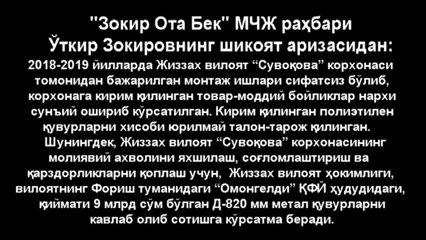 "Зокир Ота Бек" МЧЖ раҳбари
Ўткир Зокировнинг шикоят аризасидан:
2018-2019 йилларда Жиззах вилоят “Сувоқова” корхонаси
томонидан бажарилган монтаж ишлари сифатсиз бўлиб,
корхонага кирим қилинган товар-моддий бойликлар нархи
сунъий ошириб кўрсатилган. Кирим қилинган полиэтилен
қувурларни хисоби юрилмай талон-тарож қилинган.
Шунингдек, Жиззах вилоят “Сувоқова” корхонасининг
молиявий ахволини яхшилаш, соғломлаштириш ва
қарздорликларни қоплаш учун, Жиззах вилоят ҳокимлиги,
вилоятнинг Фориш туманидаги “Омонгелди” ҚФЙ ҳудудидаги,
қиймати 9 млрд сўм бўлган Д-820 мм метал қувурларни
кавлаб олиб сотишга кўрсатма беради.